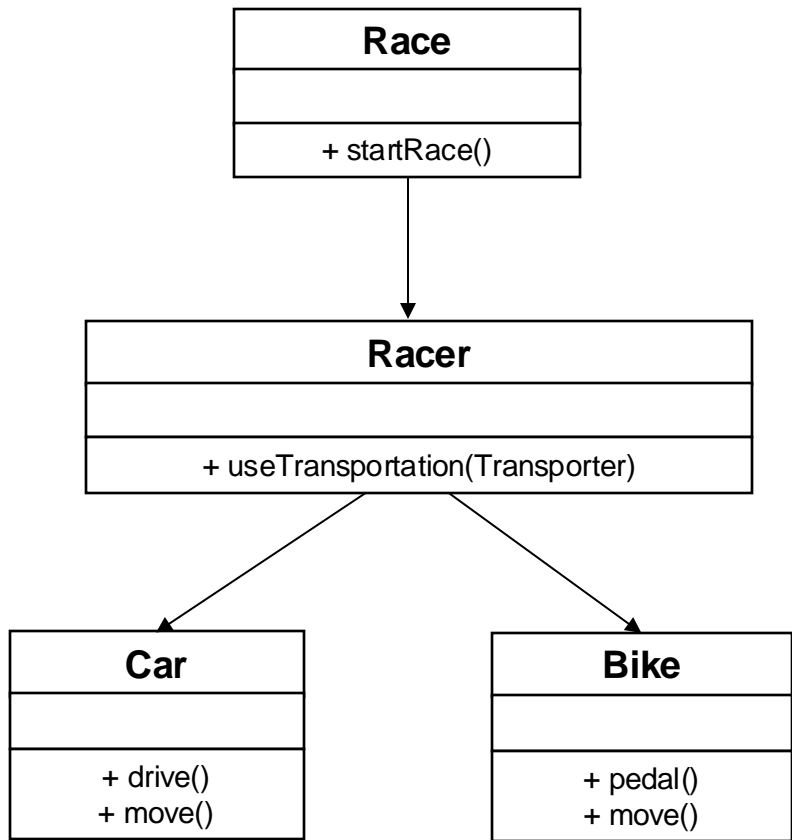 Race
+ startRace()
Racer
+ useTransportation(Transporter)
Car
+ drive()
+ move()
Bike
+ pedal()
+ move()